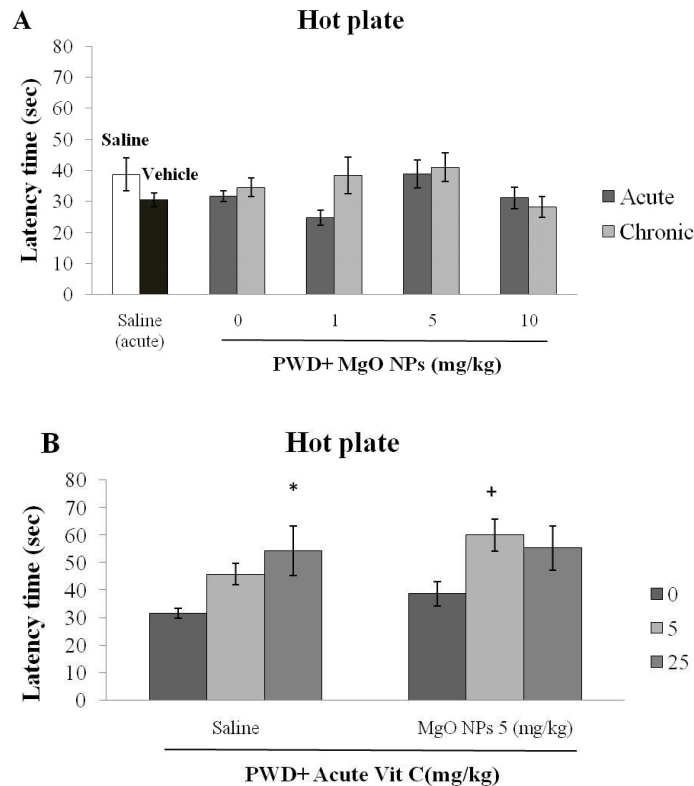 A
Hot plate
80
70
60
50
40
30
20
10
0
Latency time (sec)
Saline
Vehicle
Acute
Chronic
Saline
(acute)
0 1 5 10
PWD+ MgO NPs (mg/kg)
B
Hot plate
80
70
60
50
40
30
20
10
0
Latency time (sec)
*
+
0
5
25
Saline MgO NPs 5 (mg/kg)
PWD+ Acute Vit C(mg/kg)